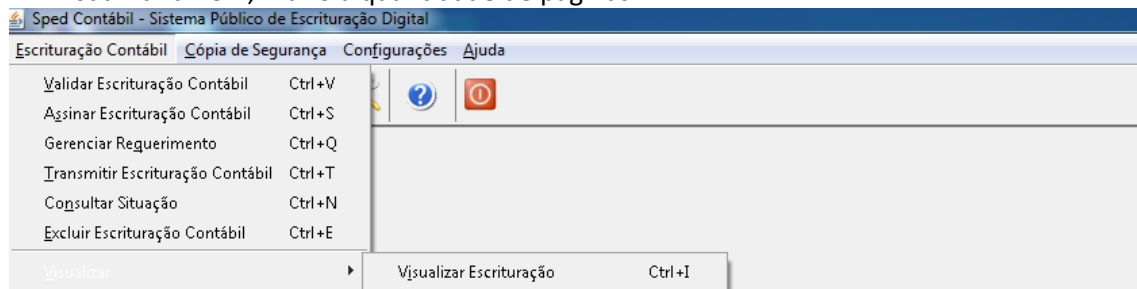 Sped Contábil - Sistema Público de Escrituração Digital
Escrituração Contábil Cópia de Segurança Configurações Ajuda
Validar Escrituração Contábil Ctrl+V
Assinar Escrituração Contábil Ctrl+S
Gerenciar Requerimento Ctrl+Q
Transmitir Escrituração Contábil Ctrl+T
Consultar Situação Ctrl+N
Excluir Escrituração Contábil Ctrl+E
Visualizar Visualizar Escrituração Ctrl+I